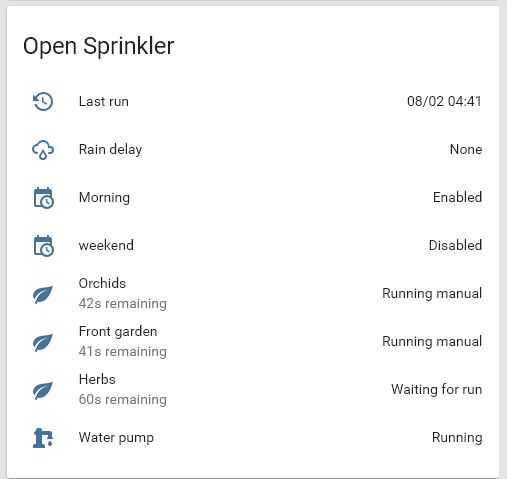 Open Sprinkler
Last run 08/02 04:41
Rain delay None
Morning Enabled
weekend Disabled
Orchids
42s remaining Running manual
Front garden
41s remaining Running manual
Herbs
60s remaining Waiting for run
Water pump Running